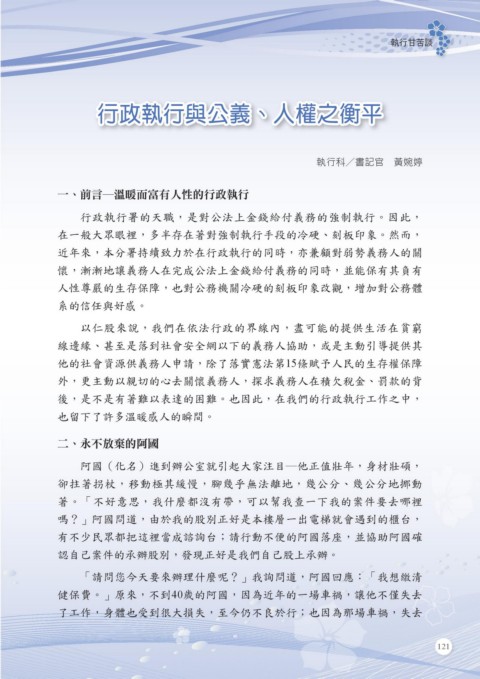 執行甘苦談
行政執行與公義、人權之衡平
執行科／書記官　黃婉婷
一、前言─溫暖而富有人性的行政執行
行政執行署的天職，是對公法上金錢給付義務的強制執行。因此，
在一般大眾眼裡，多半存在著對強制執行手段的冷硬、刻板印象。然而，
近年來，本分署持續致力於在行政執行的同時，亦兼顧對弱勢義務人的關
懷，漸漸地讓義務人在完成公法上金錢給付義務的同時，並能保有其負有
人性尊嚴的生存保障，也對公務機關冷硬的刻板印象改觀，增加對公務體
系的信任與好感。
以仁股來說，我們在依法行政的界線內，盡可能的提供生活在貧窮
線邊緣、甚至是落到社會安全網以下的義務人協助，或是主動引導提供其
他的社會資源供義務人申請，除了落實憲法第15條賦予人民的生存權保障
外，更主動以親切的心去關懷義務人，探求義務人在積欠稅金、罰款的背
後，是不是有著難以表達的困難。也因此，在我們的行政執行工作之中，
也留下了許多溫暖感人的瞬間。
二、永不放棄的阿國
阿國（化名）進到辦公室就引起大家注目─他正值壯年，身材壯碩，
卻拄著拐杖，移動極其緩慢，腳幾乎無法離地，幾公分、幾公分地挪動
著。「不好意思，我什麼都沒有帶，可以幫我查一下我的案件要去哪裡
嗎？」阿國問道，由於我的股別正好是本樓層一出電梯就會遇到的櫃台，
有不少民眾都把這裡當成諮詢台；請行動不便的阿國落座，並協助阿國確
認自己案件的承辦股別，發現正好是我們自己股上承辦。
「請問您今天要來辦理什麼呢？」我詢問道，阿國回應：「我想繳清
健保費。」原來，不到40歲的阿國，因為近年的一場車禍，讓他不僅失去
了工作，身體也受到很大損失，至今仍不良於行；也因為那場車禍，失去
121